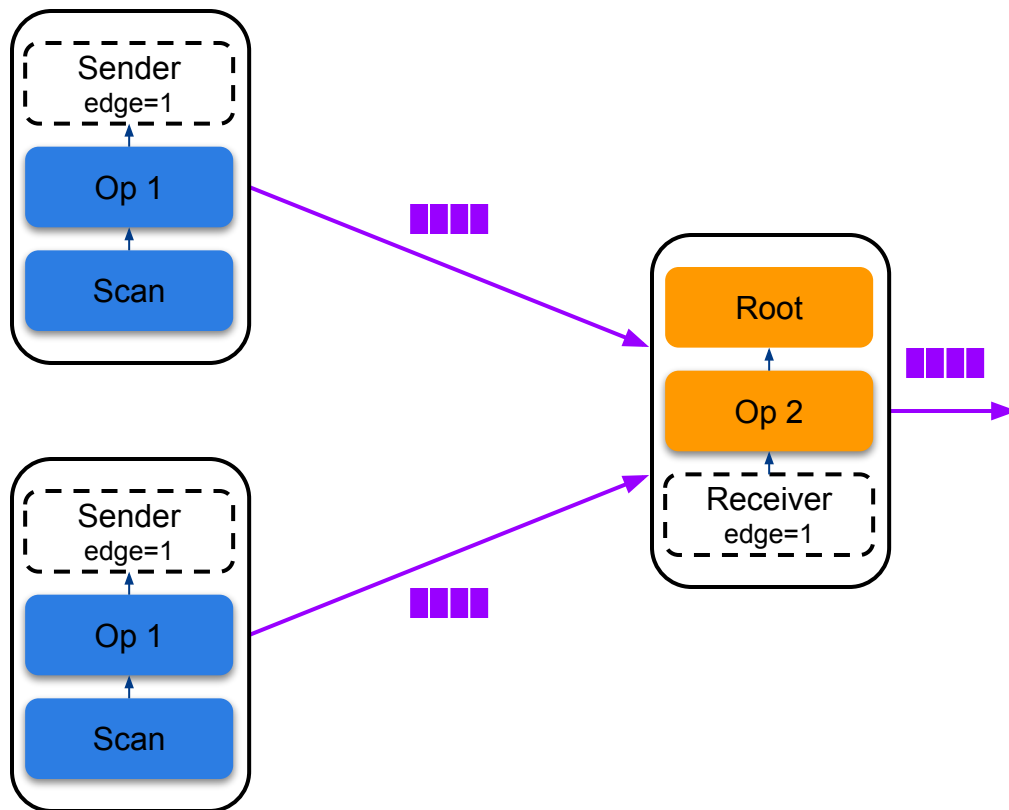 Sender
edge=1
Op 1
Scan
Root
Op 2
Receiver
edge=1
Sender
edge=1
Op 1
Scan